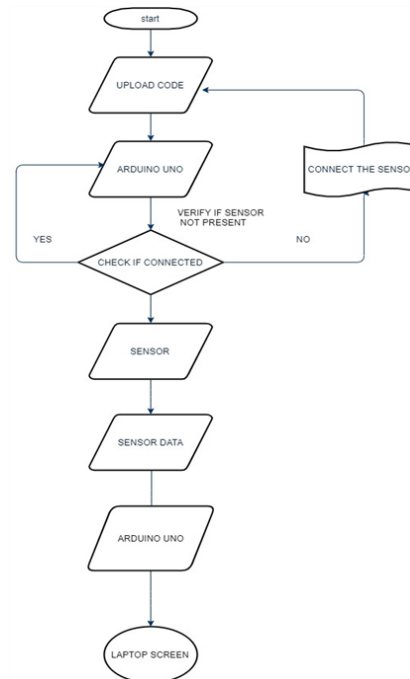 start
UPLOAD CODE
ARDUINO UNO
CONNECT THE SENSO
VERIFY IF SENSOR
NOT PRESENT
YES
NO
CHECK IF CONNECTED
SENSOR
SENSOR DATA
ARDUINO UNO
LAPTOP SCREEN